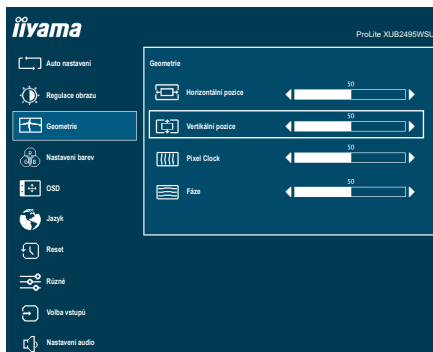 iiyama
ProLite XUB2495WSU
Auto nastavení
Regulace obrazu
Geometrie
Nastavení barev
OSD
Jazyk
Reset
Různé
Volba vstupů
Nastavení audio
Geometrie
Horizontální pozice
50
Vertikální pozice
50
Pixel Clock
50
Fáze
50